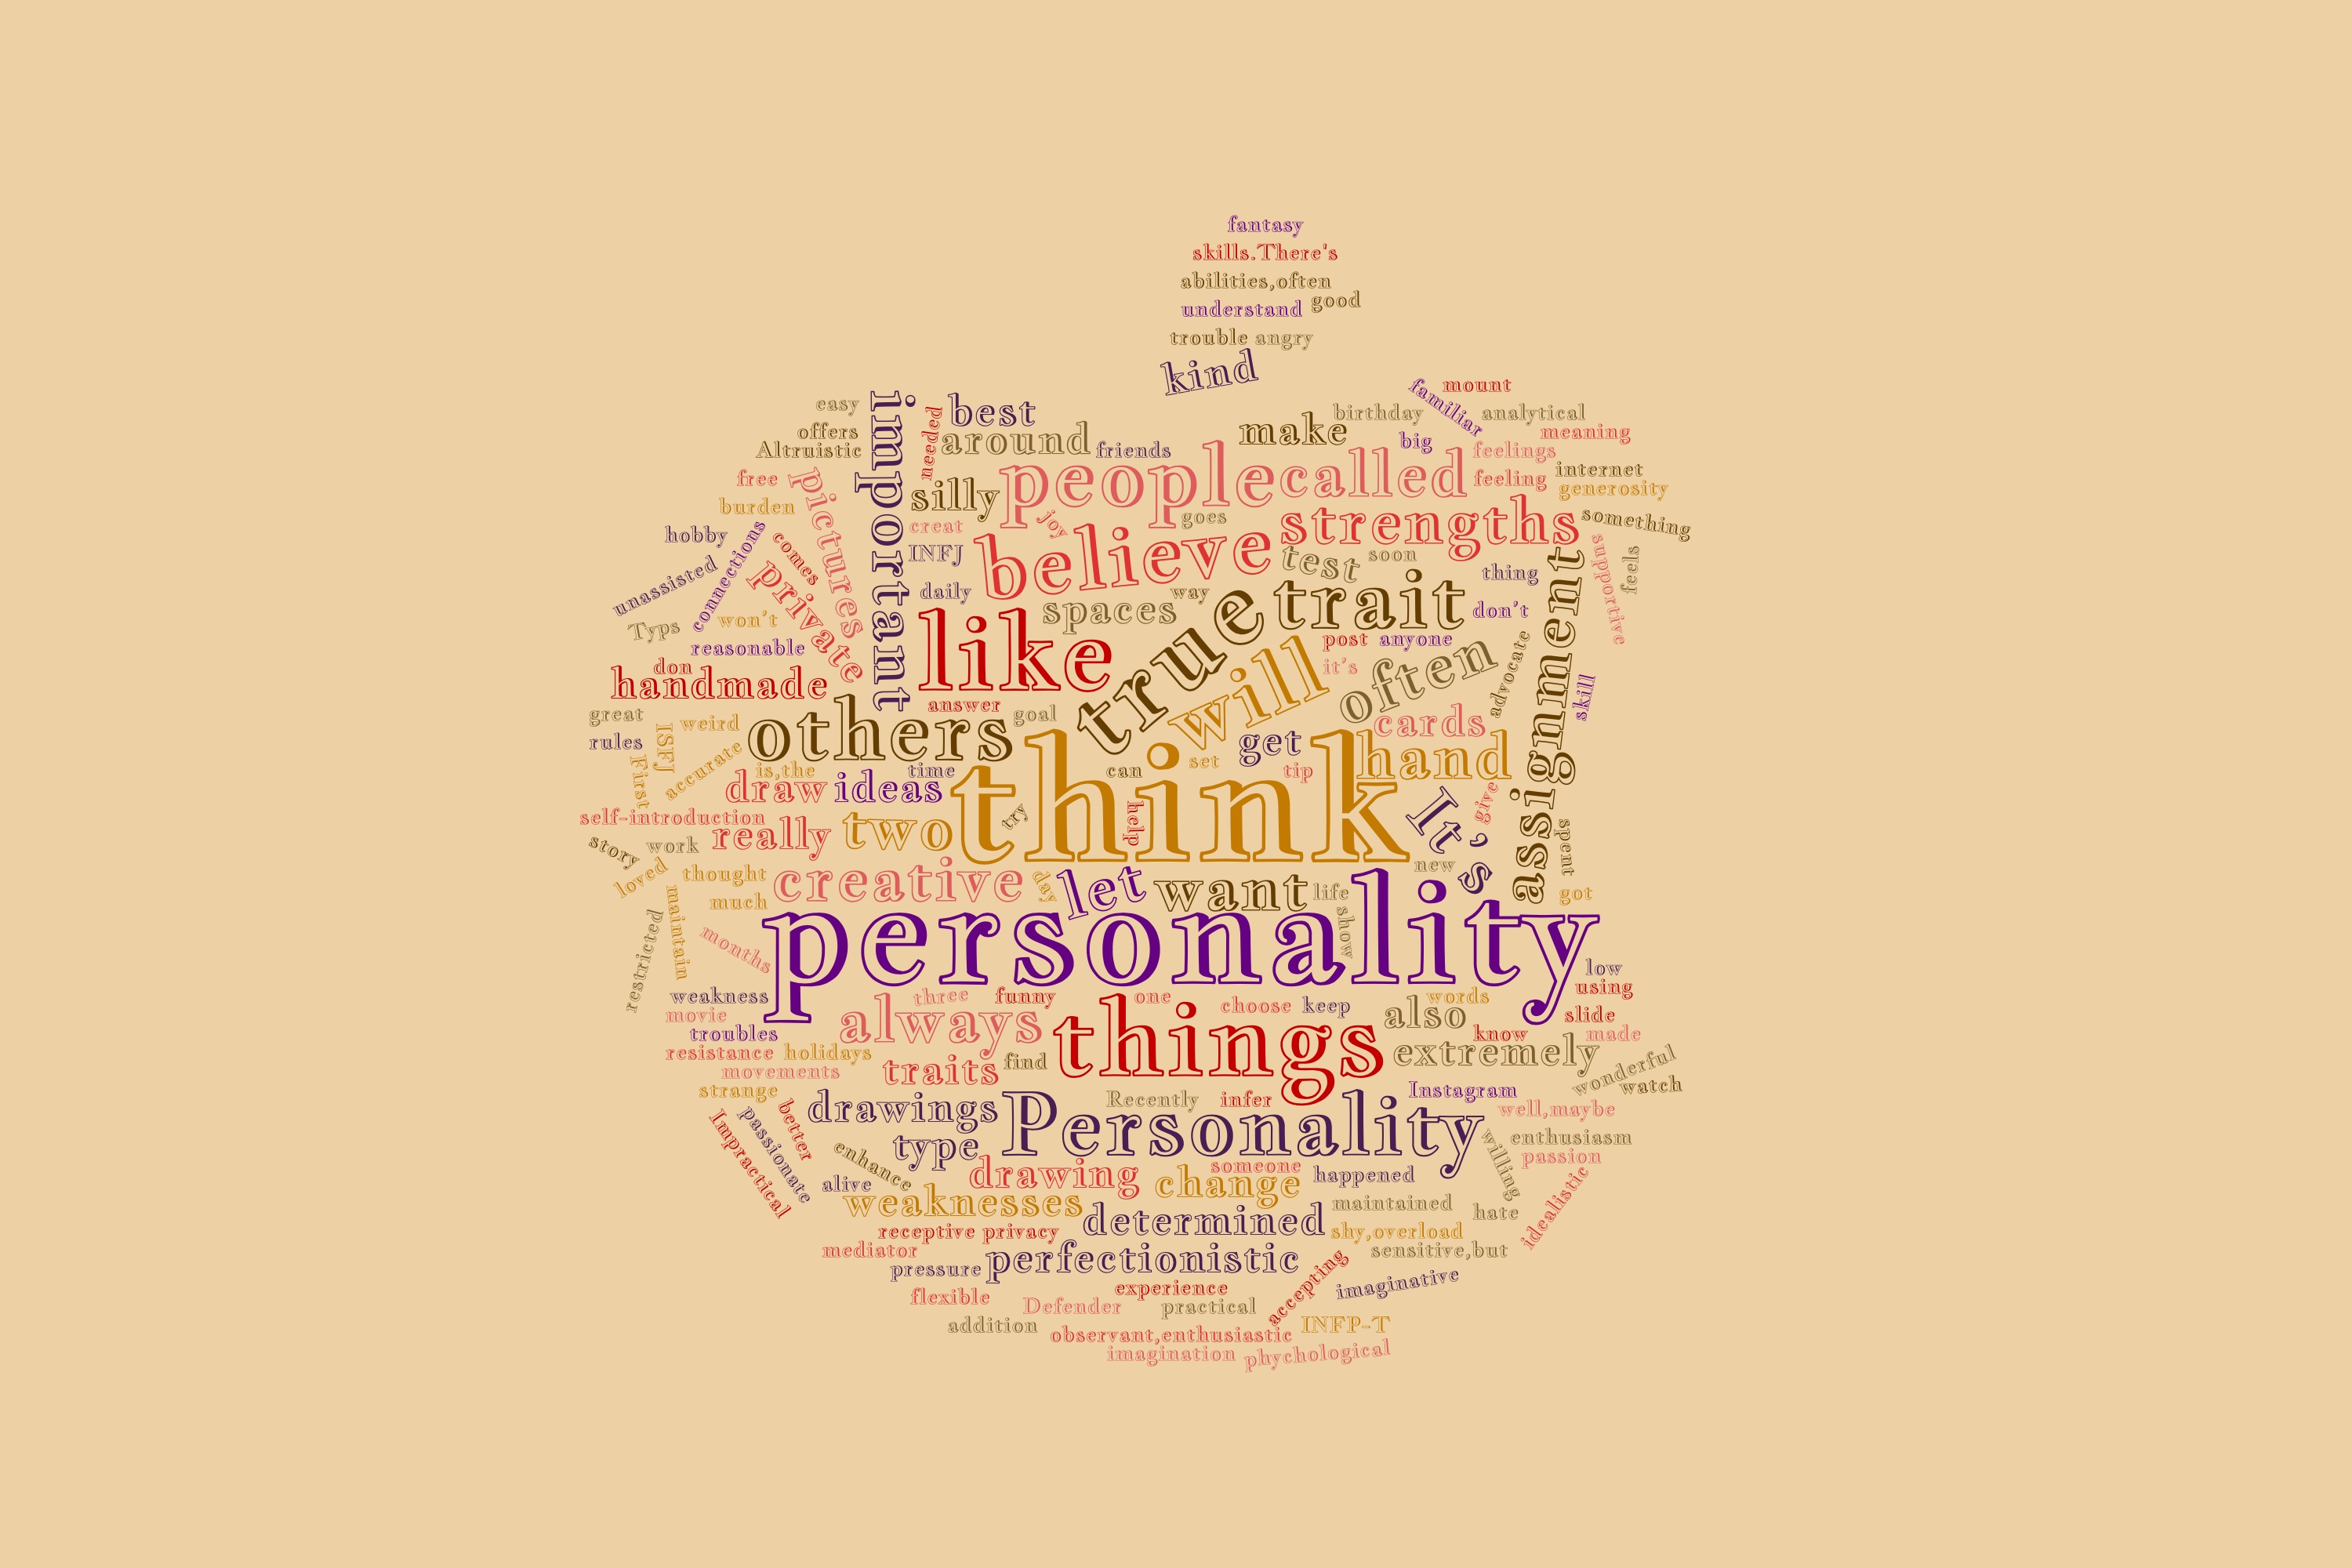 fantasy
skills.There's
abilities,often
understand
good
trouble
angry
kind
mount
familiar
easy
important
best
needed
birthday
analytical
offers
around
make
meaning
Altruistic
friends
big
feelings
people
called
internet
free
pictures
silly
feeling
generosity
burden
creat
joy
goes
strengths
something
hobby
connections
comes
INFJ
believe
test
soon
assignment
supportive
feels
unassisted
private
daily
way
thing
Typs
won't
spaces
true
trait
don't
reasonable
like
post
anyone
don
it's
advocate
handmade
will
often
skill
great
weird
others
answer
goal
cards
rules
ISFJ
accurate
get
hand
First
is,the
time
can
set
tip
draw
ideas
think
It's
give
self-introduction
really
two
try
help
story
work
spent
loved
thought
creative
day
let
want
life
new
got
maintain
much
show
restricted
months
personality
low
weakness
three
funny
one
choose
keep
words
using
movie
always
things
also
slide
troubles
know
made
resistance
holidays
find
extremely
movements
traits
wonderful
strange
Instagram
watch
better
drawings
Recently
infer
well,maybe
Impractical
passionate
type
Personality
enthusiasm
enhance
willing
passion
alive
drawing
someone
happened
idealistic
weaknesses
change
maintained
hate
receptive
privacy
determined
shy,overload
mediator
sensitive,but
pressure
perfectionistic
accepting
imaginative
flexible
experience
Defender
practical
addition
observant,enthusiastic
INFP-T
imagination
phychological